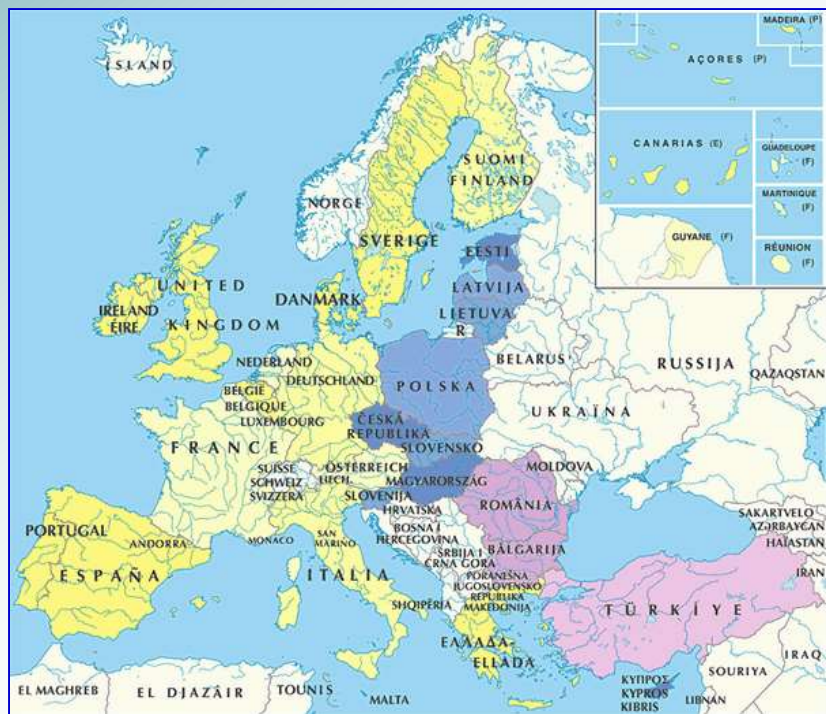 ÍSLAND
MADEIRA (P)
AÇORES (P)
CANARIAS (E)
GUADELOUPE
(F)
MARTINIQUE
(F)
GUYANE (F)
RÉUNION
(F)
NORGE
SUOMI
FINLAND
SVERIGE
EESTI
LATVIJA
LIETUVA
R
UNITED
KINGDOM
IRELAND
ÉIRE
DANMARK
NEDERLAND
DEUTSCHLAND
BELGIË
BELGIQUE
LUXEMBOURG
POLSKA
BELARUS'
RUSSIJA
QAZAQSTAN
UKRAÏNA
ČESKÁ
REPUBLIKA
SLOVENSKO
FRANCE
SUISSE
SCHWEIZ
SVIZZERA
ÖSTERREICH
LIECH.
MAGYARORSZÁG
SLOVENIJA
HRVATSKA
MOLDOVA
ROMÂNIA
BOSNA I
HERCEGOVINA
SRBIJA I
CRNA GORA
BĂLGARIJA
PORANEŠNA
JUGOSLOVENSKO
REPUBLIKA
MAKEDONIJA
SHQIPËRIA
PORTUGAL
ESPAÑA
ANDORRA
MONACO
SAN
MARINO
ITALIA
SAKARTVELO
AZƏRBAYCAN
HAÏASTAN
IRAN
TÜRKİYE
ΕΛΛΑΔΑ-
ELLADA
EL MAGHREB
EL DJAZÂIR
TOUNIS
MALTA
ΚΥΠΡΟΣ
KYPROS
KIBRIS
LIBNAN
SOURIYA
IRAQ